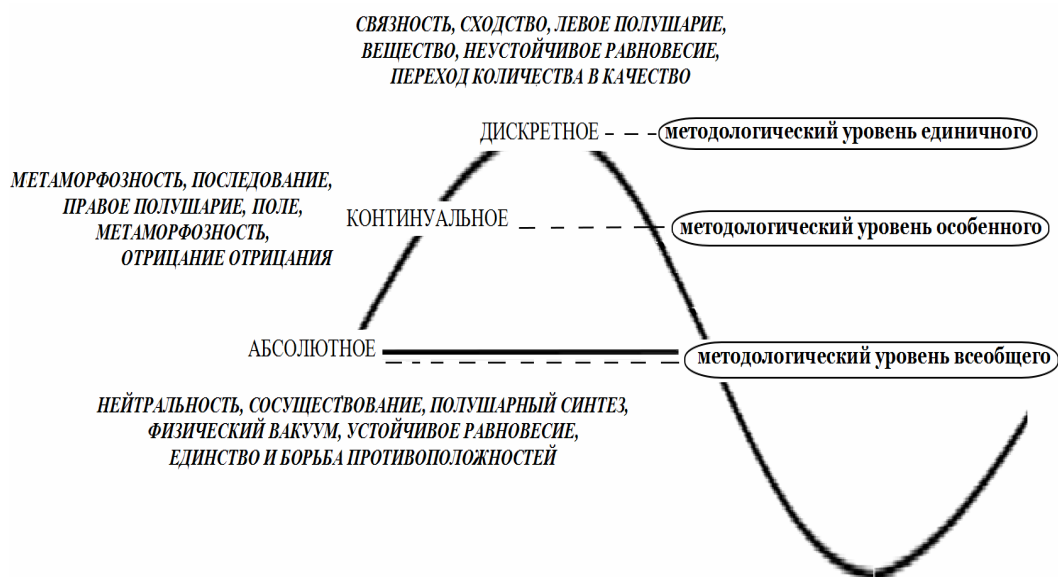 СВЯЗНОСТЬ, СХОДСТВО, ЛЕВОЕ ПОЛУШАРИЕ,
ВЕЩЕСТВО, НЕУСТОЙЧИВОЕ РАВНОВЕСИЕ,
ПЕРЕХОД КОЛИЧЕСТВА В КАЧЕСТВО
ДИСКРЕТНОЕ
методологический уровень единичного
МЕТАМОРФОЗНОСТЬ, ПОСЛЕДОВАНИЕ,
ПРАВОЕ ПОЛУШАРИЕ, ПОЛЕ,
МЕТАМОРФОЗНОСТЬ,
ОТРИЦАНИЕ ОТРИЦАНИЯ
КОНТИНУАЛЬНОЕ
методологический уровень особенного
АБСОЛЮТНОЕ
методологический уровень всеобщего
НЕЙТРАЛЬНОСТЬ, СОСУЩЕСТВОВАНИЕ, ПОЛУШАРНЫЙ СИНТЕЗ,
ФИЗИЧЕСКИЙ ВАКУУМ, УСТОЙЧИВОЕ РАВНОВЕСИЕ,
ЕДИНСТВО И БОРЬБА ПРОТИВОПОЛОЖНОСТЕЙ